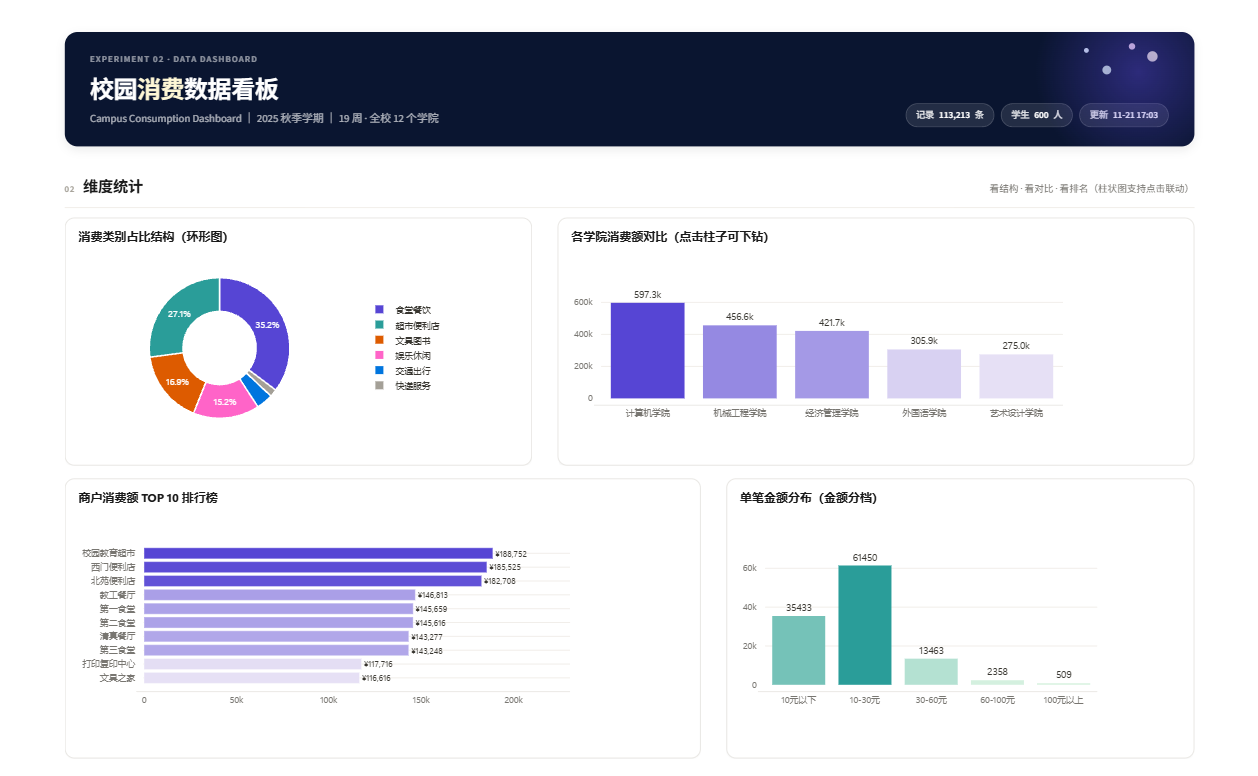 EXPERIMENT 02 · DATA DASHBOARD
校园消费数据看板
Campus Consumption Dashboard ｜ 2025 秋季学期 ｜ 19 周 · 全校 12 个学院
记录 113,213 条
学生 600 人
更新 11-21 17:03
02 维度统计
看结构 · 看对比 · 看排名（柱状图支持点击联动）
消费类别占比结构（环形图）
35.2%
27.1%
16.9%
15.2%
食堂餐饮
超市便利店
文具图书
娱乐休闲
交通出行
快递服务
各学院消费额对比（点击柱子可下钻）
600k
400k
200k
0
597.3k
456.6k
421.7k
305.9k
275.0k
计算机学院
机械工程学院
经济管理学院
外国语学院
艺术设计学院
商户消费额 TOP 10 排行榜
校园教育超市 ¥188,752
西门便利店 ¥185,525
北苑便利店 ¥182,708
教工餐厅 ¥146,813
第一食堂 ¥145,659
第二食堂 ¥145,616
清真餐厅 ¥143,277
第三食堂 ¥143,248
打印复印中心 ¥117,716
文具之家 ¥116,616
0 50k 100k 150k 200k
单笔金额分布（金额分档）
60k
40k
20k
0
35433
61450
13463
2358
509
10元以下
10-30元
30-60元
60-100元
100元以上